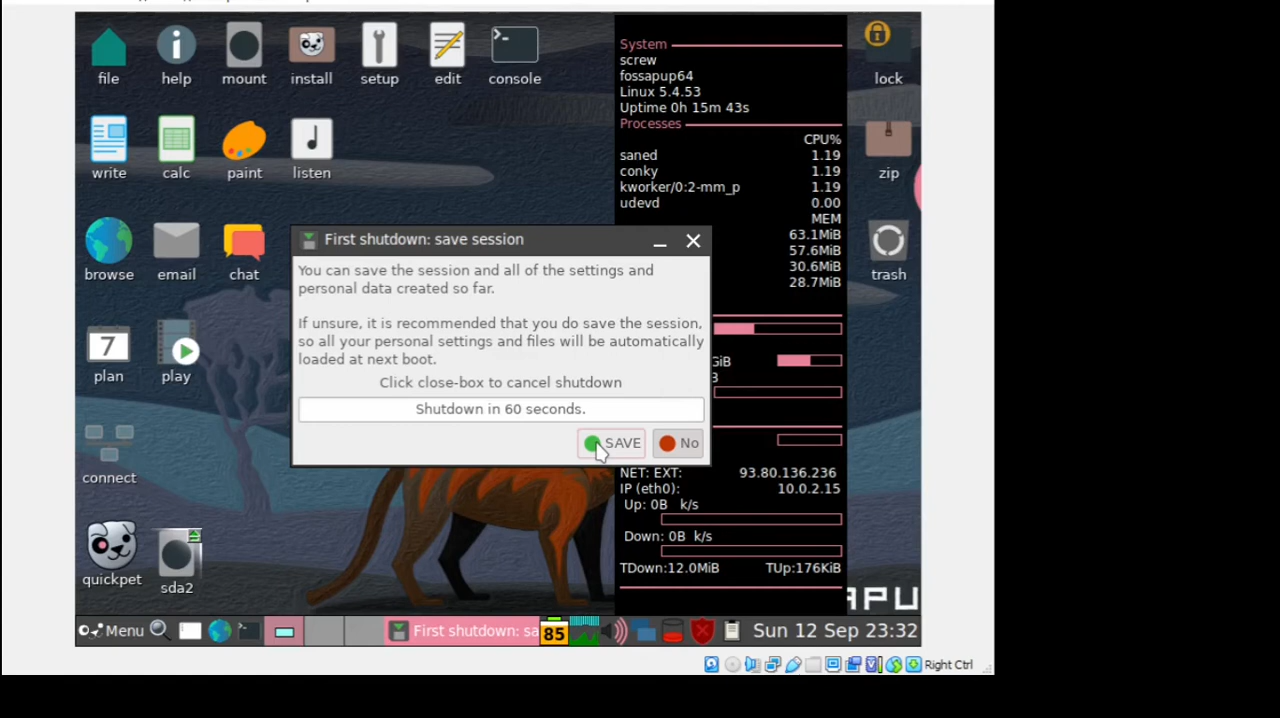 file
help
mount
install
setup
edit
console
lock
write
calc
paint
listen
zip
browse
email
chat
trash
7
plan
play
connect
quickpet
sda2
System
screw
fossapup64
Linux 5.4.53
Uptime 0h 15m 43s
Processes
CPU%
saned 1.19
conky 1.19
kworker/0:2-mm_p 1.19
udevd 0.00
MEM
63.1MiB
57.6MiB
30.6MiB
28.7MiB
GiB
NET: EXT: 93.80.136.236
IP (eth0): 10.0.2.15
Up: 0B k/s
Down: 0B k/s
TDown:12.0MiB TUp:176KiB
First shutdown: save session
You can save the session and all of the settings and
personal data created so far.
If unsure, it is recommended that you do save the session,
so all your personal settings and files will be automatically
loaded at next boot.
Click close-box to cancel shutdown
Shutdown in 60 seconds.
SAVE No
APU
Menu First shutdown: sa 85 Sun 12 Sep 23:32
Right Ctrl